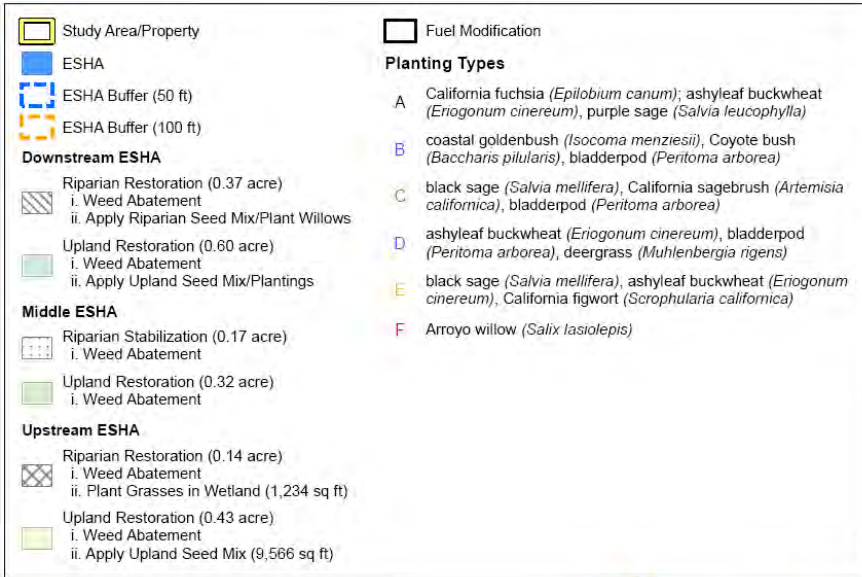 Study Area/Property
ESHA
ESHA Buffer (50 ft)
ESHA Buffer (100 ft)
Downstream ESHA
Riparian Restoration (0.37 acre)
i. Weed Abatement
ii. Apply Riparian Seed Mix/Plant Willows
Upland Restoration (0.60 acre)
i. Weed Abatement
ii. Apply Upland Seed Mix/Plantings
Middle ESHA
Riparian Stabilization (0.17 acre)
i. Weed Abatement
Upland Restoration (0.32 acre)
i. Weed Abatement
Upstream ESHA
Riparian Restoration (0.14 acre)
i. Weed Abatement
ii. Plant Grasses in Wetland (1,234 sq ft)
Upland Restoration (0.43 acre)
i. Weed Abatement
ii. Apply Upland Seed Mix (9,566 sq ft)
Fuel Modification
Planting Types
A California fuchsia (Epilobium canum); ashyleaf buckwheat
(Eriogonum cinereum), purple sage (Salvia leucophylla)
B coastal goldenbush (Isocoma menziesii), Coyote bush
(Baccharis pilularis), bladderpod (Peritoma arborea)
C black sage (Salvia mellifera), California sagebrush (Artemisia
californica), bladderpod (Peritoma arborea)
D ashyleaf buckwheat (Eriogonum cinereum), bladderpod
(Peritoma arborea), deergrass (Muhlenbergia rigens)
E black sage (Salvia mellifera), ashyleaf buckwheat (Eriogonum
cinereum), California figwort (Scrophularia californica)
F Arroyo willow (Salix lasiolepis)